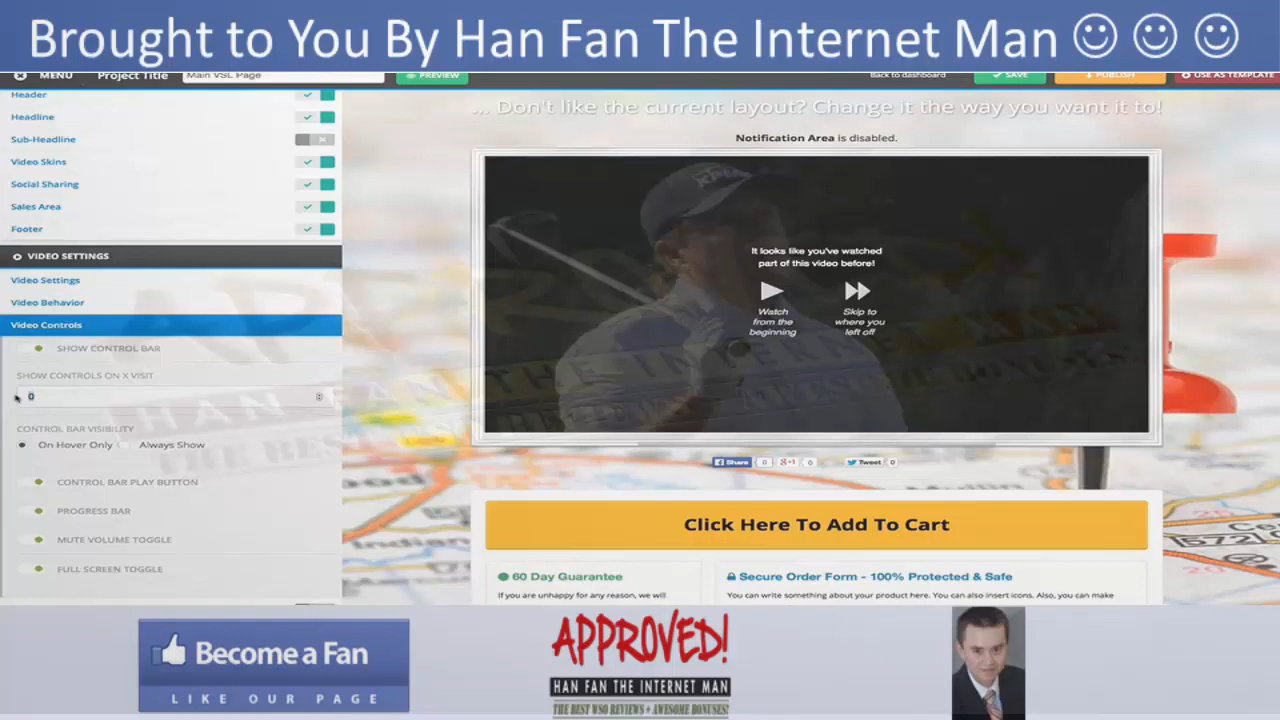 Brought to You By Han Fan The Internet Man
MENU Project Title Main VSL Page PREVIEW Back to dashboard SAVE PUBLISH USE AS TEMPLATE
Header
Headline
Sub-Headline
Video Skins
Social Sharing
Sales Area
Footer
VIDEO SETTINGS
Video Settings
Video Behavior
Video Controls
SHOW CONTROL BAR
SHOW CONTROLS ON X VISIT
0
CONTROL BAR VISIBILITY
On Hover Only Always Show
CONTROL BAR PLAY BUTTON
PROGRESS BAR
MUTE VOLUME TOGGLE
FULL SCREEN TOGGLE
... Don't like the current layout? Change it the way you want it to!
Notification Area is disabled.
It looks like you've watched
part of this video before!
Watch
from the
beginning
Skip to
where you
left off
Share 0 +1 0 Tweet 0
Click Here To Add To Cart
60 Day Guarantee
If you are unhappy for any reason, we will
Secure Order Form - 100% Protected & Safe
You can write something about your product here. You can also insert icons. Also, you can make
Become a Fan
LIKE OUR PAGE
APPROVED!
HAN FAN THE INTERNET MAN
THE BEST WSO REVIEWS + AWESOME BONUSES!